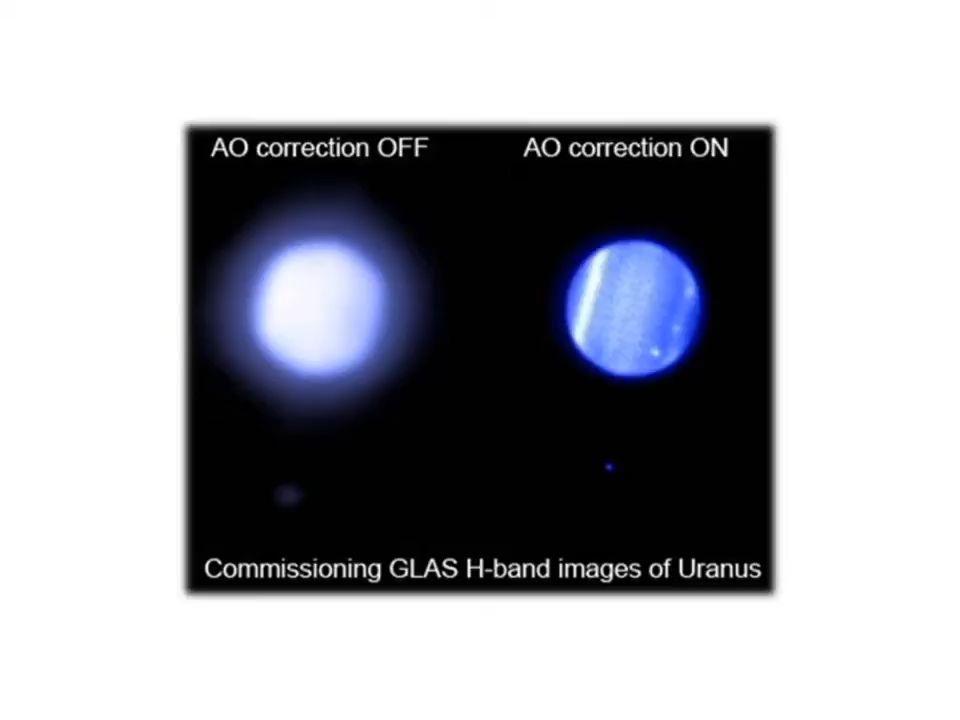 AO correction OFF
AO correction ON
Commissioning GLAS H-band images of Uranus